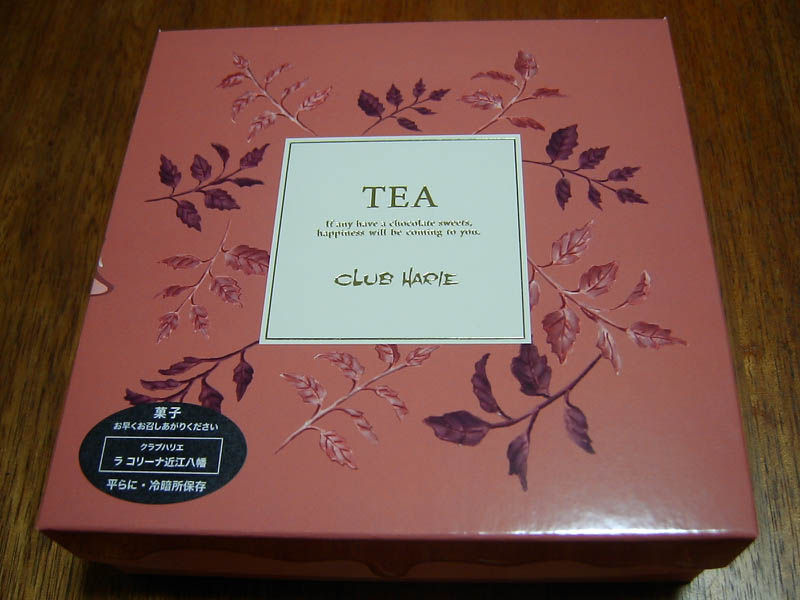 TEA
If any have a chocolate sweets,
happiness will be coming to you.
CLUB HARIE
菓子
お早くお召しあがりください
クラブハリエ
ラ コリーナ近江八幡
平らに・冷暗所保存